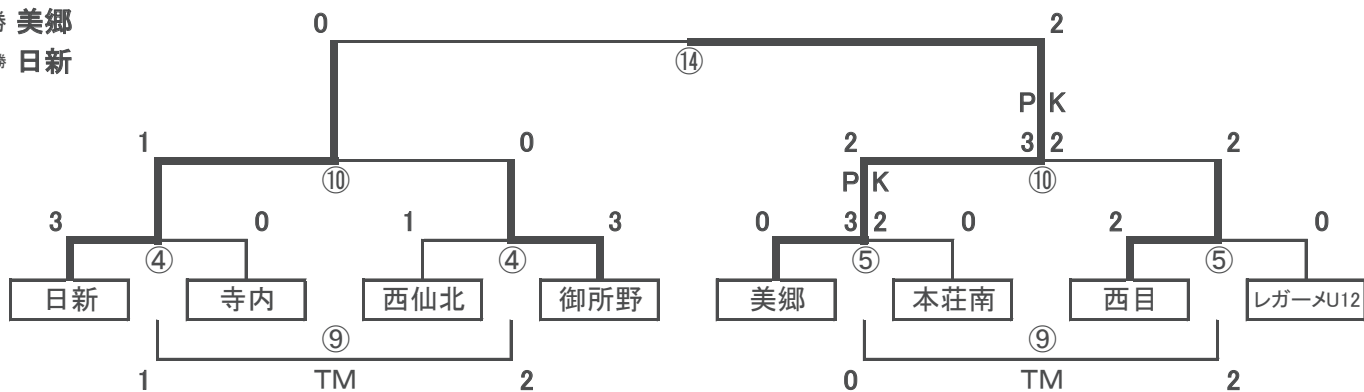 勝 美郷
勝 日新
0 2
⑭
P K
1 0 2 3 2 2
⑩ ⑩
P K
3 0 1 3 0 3 2 0 2 0
④ ④ ⑤ ⑤
日新 寺内 西仙北 御所野 美郷 本荘南 西目 レガーメU12
⑨ ⑨
1 TM 2 0 TM 2